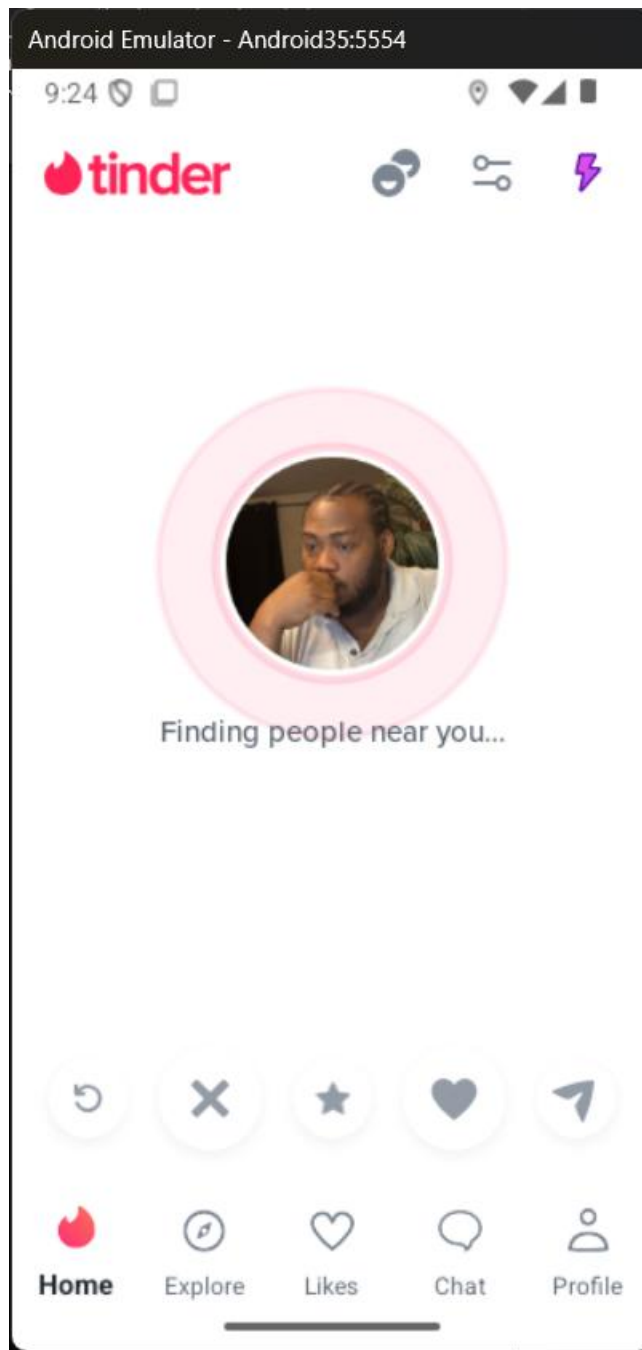 Android Emulator - Android35:5554
9:24
tinder
Finding people near you...
Home Explore Likes Chat Profile